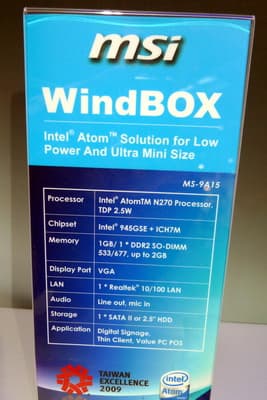 msi
WindBOX
Intel® Atom™ Solution for Low
Power And Ultra Mini Size
MS-9A15
Processor Intel® AtomTM N270 Processor,
TDP 2.5W
Chipset Intel® 945GSE + ICH7M
Memory 1GB/ 1 * DDR2 SO-DIMM
533/677, up to 2GB
Display Port VGA
LAN 1 * Realtek® 10/100 LAN
Audio Line out, mic in
Storage 1 * SATA II or 2.5" HDD
Application Digital Signage,
Thin Client, Value PC POS
TAIWAN
EXCELLENCE
2009
intel
Atom